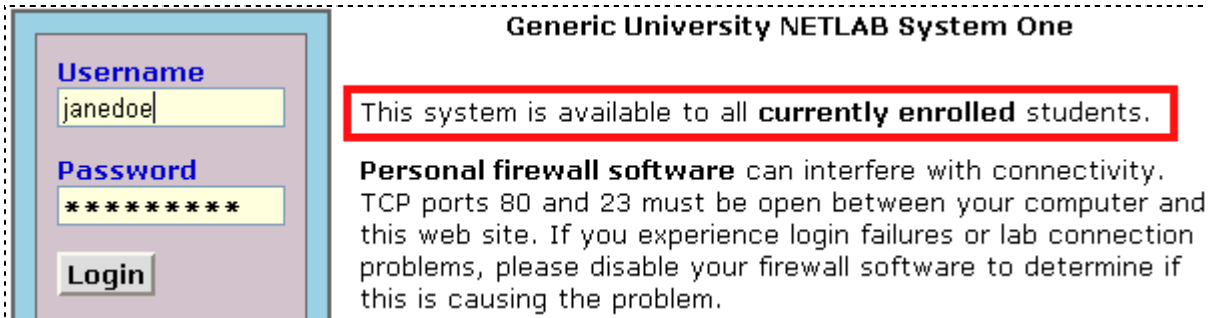 Generic University NETLAB System One
Username
janedoe
Password
*********
Login
This system is available to all currently enrolled students.
Personal firewall software can interfere with connectivity.
TCP ports 80 and 23 must be open between your computer and
this web site. If you experience login failures or lab connection
problems, please disable your firewall software to determine if
this is causing the problem.